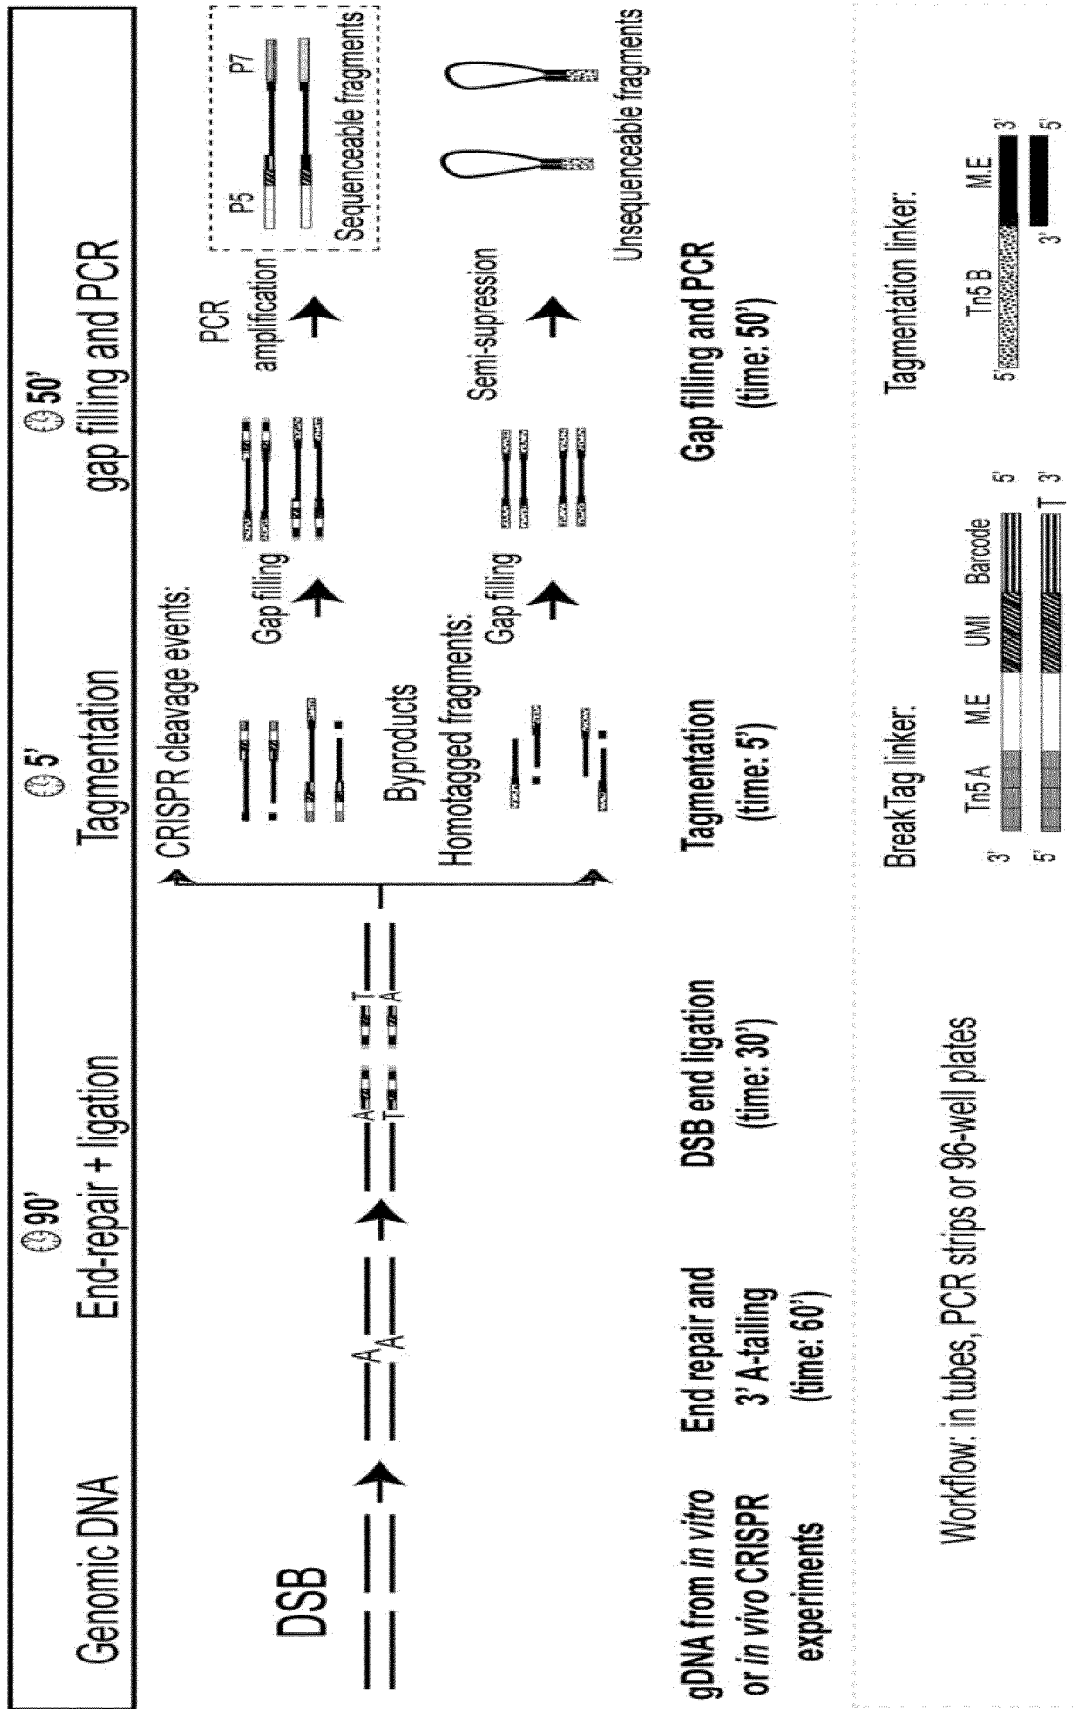 Genomic DNA
90'
End-repair + ligation
5'
Tagmentation
50'
gap filling and PCR
DSB
A
A
A
T
T
A
CRISPR cleavage events:
Gap filling
PCR
amplification
P5
P7
Sequenceable fragments
Byproducts
Homotagged fragments:
Gap filling
Semi-supression
Unsequenceable fragments
gDNA from in vitro
or in vivo CRISPR
experiments
End repair and
3' A-tailing
(time: 60')
DSB end ligation
(time: 30')
Tagmentation
(time: 5')
Gap filling and PCR
(time: 50')
Workflow: in tubes, PCR strips or 96-well plates
BreakTag linker:
Tn5 A M.E UMI Barcode
3' 5'
5' T 3'
Tagmentation linker:
Tn5 B M.E
5' 3'
3' 5'